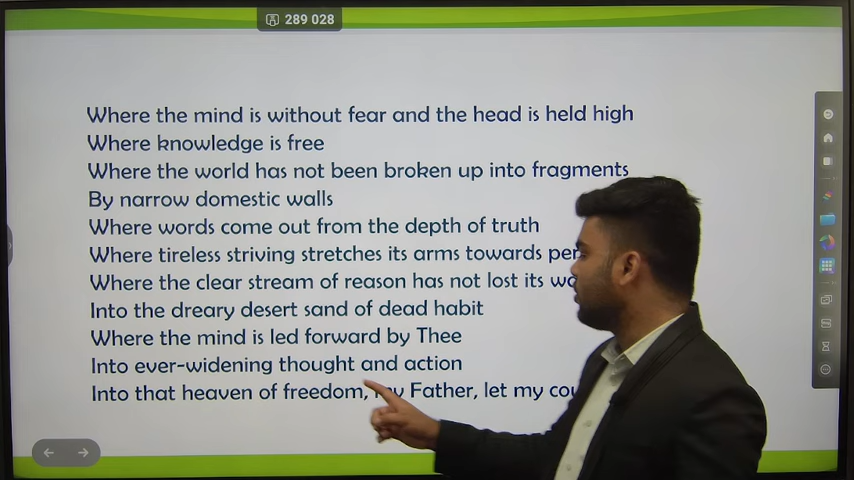 289 028
Where the mind is without fear and the head is held high
Where knowledge is free
Where the world has not been broken up into fragments
By narrow domestic walls
Where words come out from the depth of truth
Where tireless striving stretches its arms towards
Where the clear stream of reason has not lost its
Into the dreary desert sand of dead habit
Where the mind is led forward by Thee
Into ever-widening thought and action
Into that heaven of freedom, my Father, let my